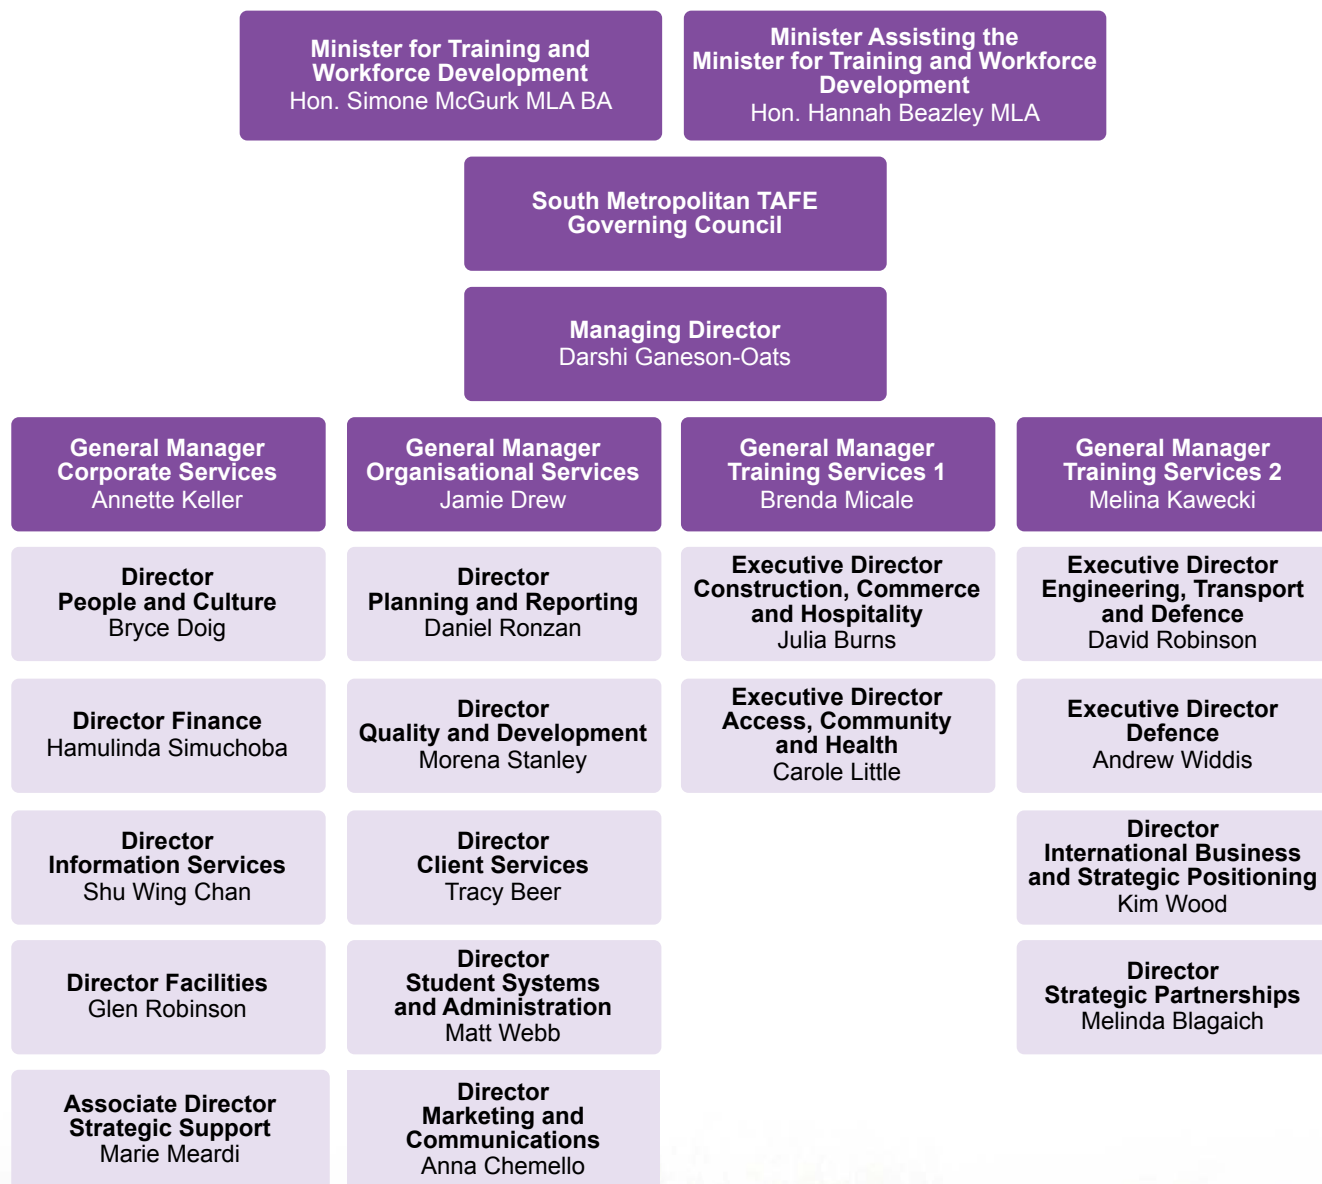 Minister for Training and
Workforce Development
Hon. Simone McGurk MLA BA
Minister Assisting the
Minister for Training and Workforce
Development
Hon. Hannah Beazley MLA
South Metropolitan TAFE
Governing Council
Managing Director
Darshi Ganeson-Oats
General Manager
Corporate Services
Annette Keller
Director
People and Culture
Bryce Doig
Director Finance
Hamulinda Simuchoba
Director
Information Services
Shu Wing Chan
Director Facilities
Glen Robinson
Associate Director
Strategic Support
Marie Meardi
General Manager
Organisational Services
Jamie Drew
Director
Planning and Reporting
Daniel Ronzan
Director
Quality and Development
Morena Stanley
Director
Client Services
Tracy Beer
Director
Student Systems
and Administration
Matt Webb
Director
Marketing and
Communications
Anna Chemello
General Manager
Training Services 1
Brenda Micale
Executive Director
Construction, Commerce
and Hospitality
Julia Burns
Executive Director
Access, Community
and Health
Carole Little
General Manager
Training Services 2
Melina Kawecki
Executive Director
Engineering, Transport
and Defence
David Robinson
Executive Director
Defence
Andrew Widdis
Director
International Business
and Strategic Positioning
Kim Wood
Director
Strategic Partnerships
Melinda Blagaich